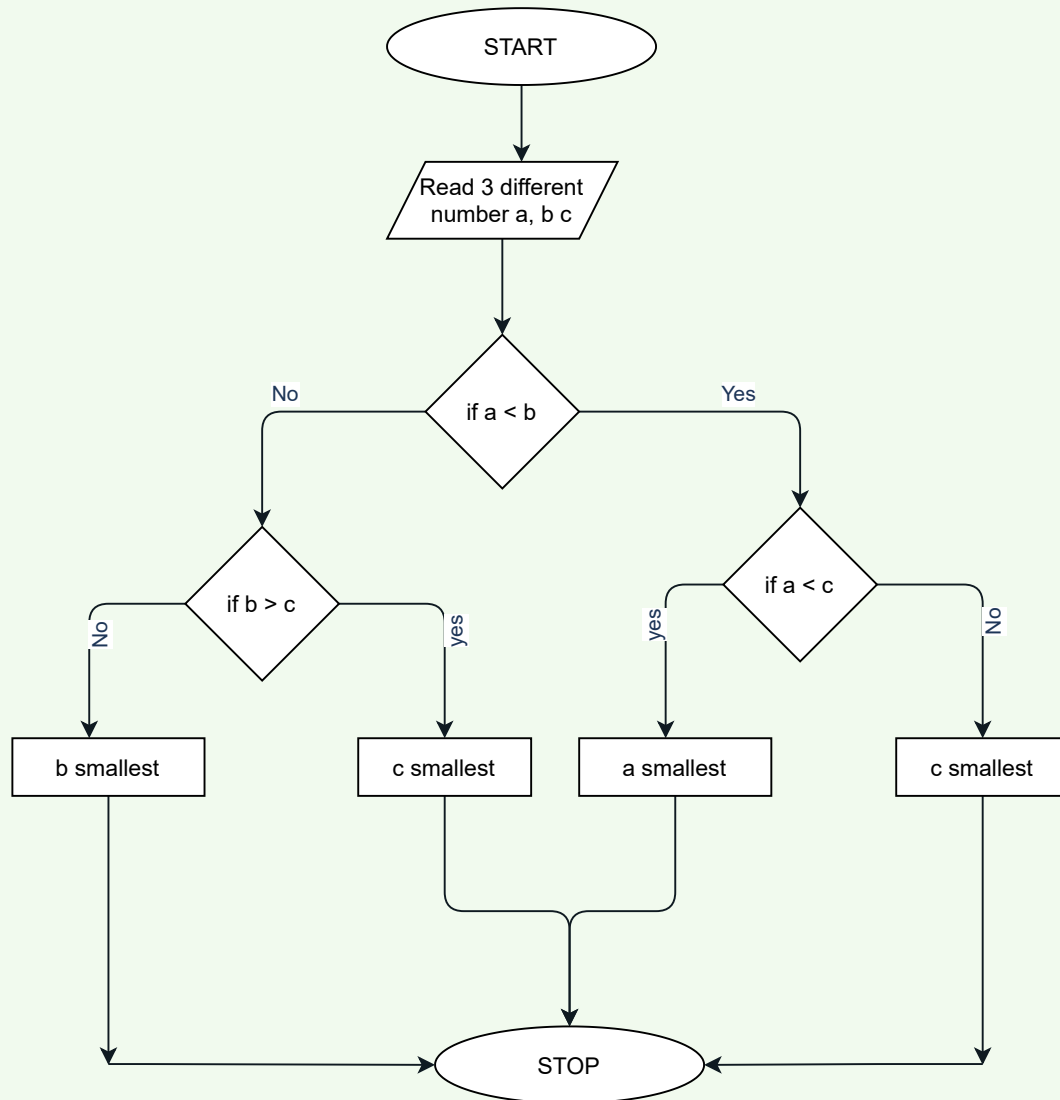 START
Read 3 different
number a, b c
if a < b
No
Yes
if b > c
if a < c
No
yes
yes
No
b smallest
c smallest
a smallest
c smallest
STOP